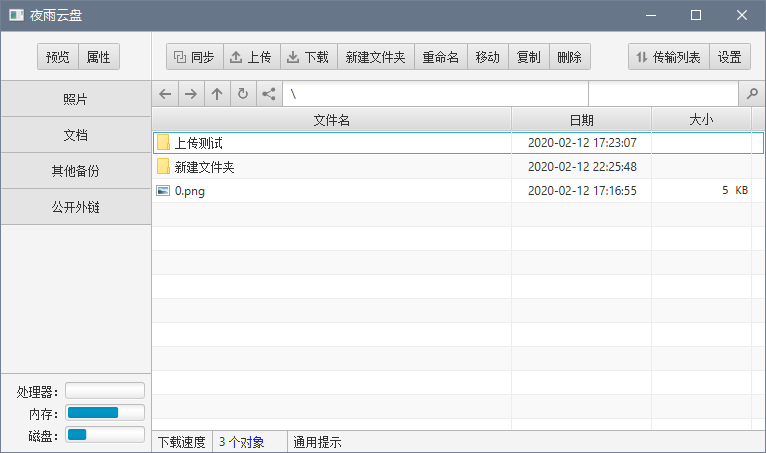 夜雨云盘
预览 属性 同步 上传 下载 新建文件夹 重命名 移动 复制 删除 传输列表 设置
\
照片
文档
其他备份
公开外链
文件名 日期 大小
上传测试 2020-02-12 17:23:07
新建文件夹 2020-02-12 22:25:48
0.png 2020-02-12 17:16:55 5 KB
处理器：
内存：
磁盘：
下载速度 3 个对象 通用提示